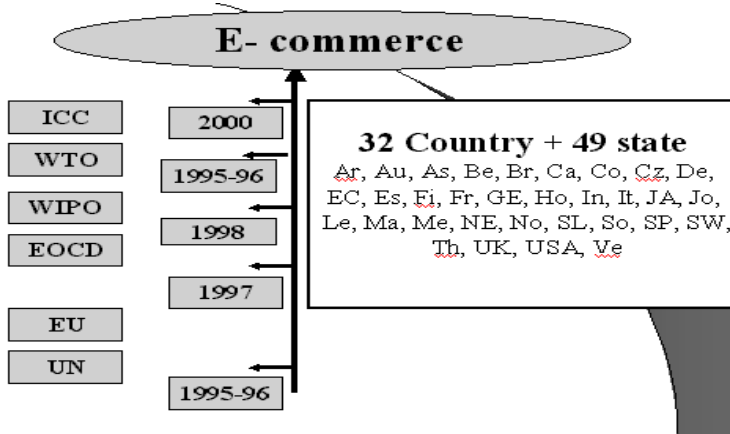 E- commerce
ICC
2000
WTO
1995-96
WIPO
1998
EOCD
1997
EU
UN
1995-96
32 Country + 49 state
Ar, Au, As, Be, Br, Ca, Co, Cz, De,
EC, Es, Fi, Fr, GE, Ho, In, It, JA, Jo,
Le, Ma, Me, NE, No, SL, So, SP, SW,
Th, UK, USA, Ve